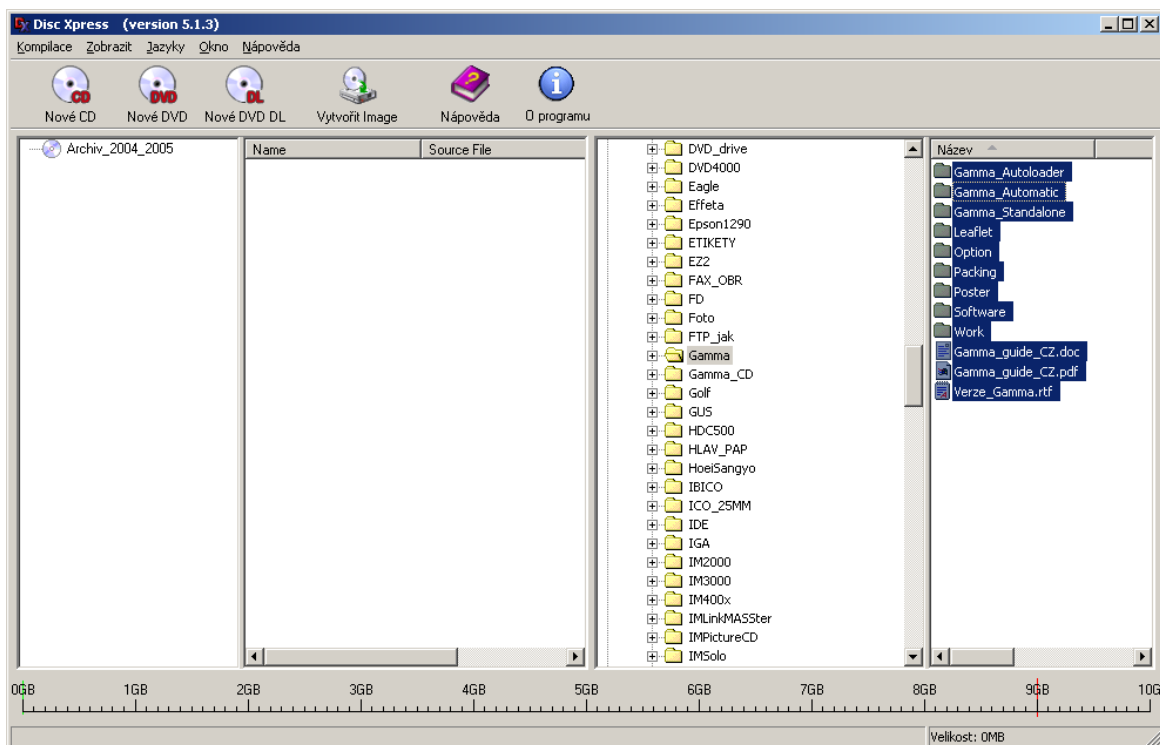 Disc Xpress (version 5.1.3)
Kompilace Zobrazit Jazyky Okno Nápověda
CD DVD DL
Nové CD Nové DVD Nové DVD DL Vytvořit Image Nápověda O programu
Archiv_2004_2005
Name Source File
DVD_drive
DVD4000
Eagle
Effeta
Epson1290
ETIKETY
EZ2
FAX_OBR
FD
Foto
FTP_jak
Gamma
Gamma_CD
Golf
GUS
HDC500
HLAV_PAP
HoeiSangyo
IBICO
ICO_25MM
IDE
IGA
IM2000
IM3000
IM400x
IMLinkMASSter
IMPictureCD
IMSolo
Název
Gamma_Autoloader
Gamma_Automatic
Gamma_Standalone
Leaflet
Option
Packing
Poster
Software
Work
Gamma_guide_CZ.doc
Gamma_guide_CZ.pdf
Verze_Gamma.rtf
0GB 1GB 2GB 3GB 4GB 5GB 6GB 7GB 8GB 9GB 10G
Velikost: 0MB